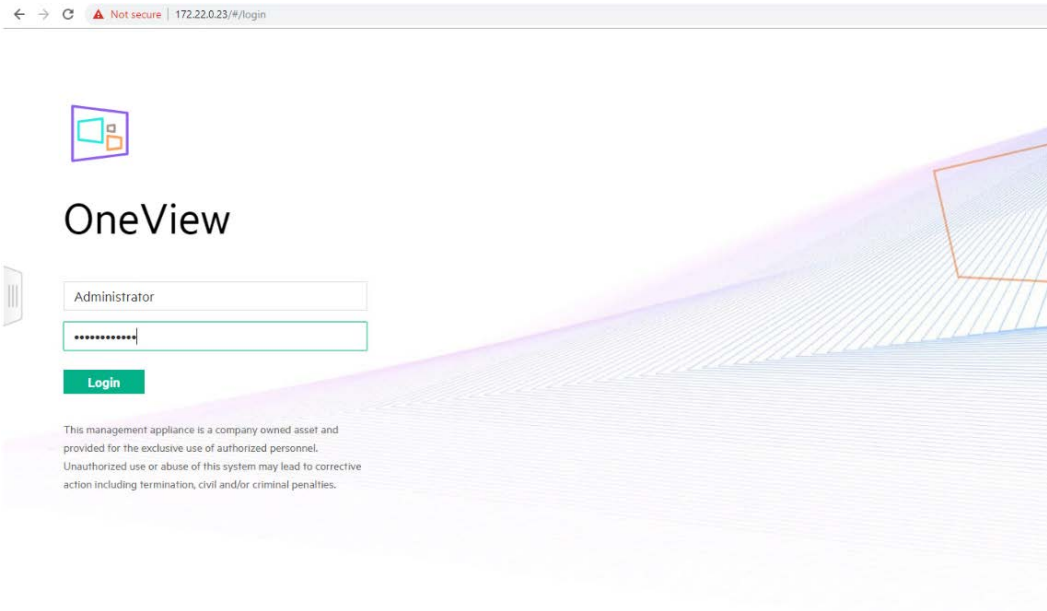 Not secure | 172.22.0.23/#/login
OneView
Administrator
••••••••••••
Login
This management appliance is a company owned asset and
provided for the exclusive use of authorized personnel.
Unauthorized use or abuse of this system may lead to corrective
action including termination, civil and/or criminal penalties.